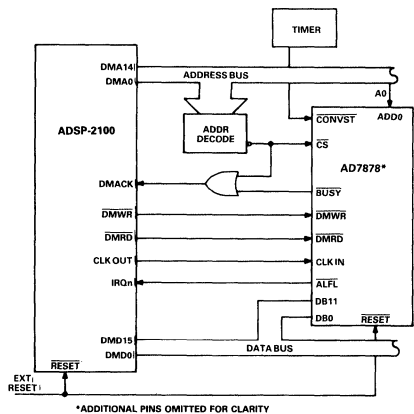 TIMER
DMA14
ADDRESS BUS
DMA0
A0
ADSP-2100
ADDR
DECODE
CONVST
ADD0
CS
AD7878*
DMACK
BUSY
DMWR
DMWR
DMRD
DMRD
CLK OUT
CLK IN
IRQn
ALFL
DB11
DB0
RESET
DMD15
DATA BUS
DMD0
RESET
EXT
RESET
*ADDITIONAL PINS OMITTED FOR CLARITY